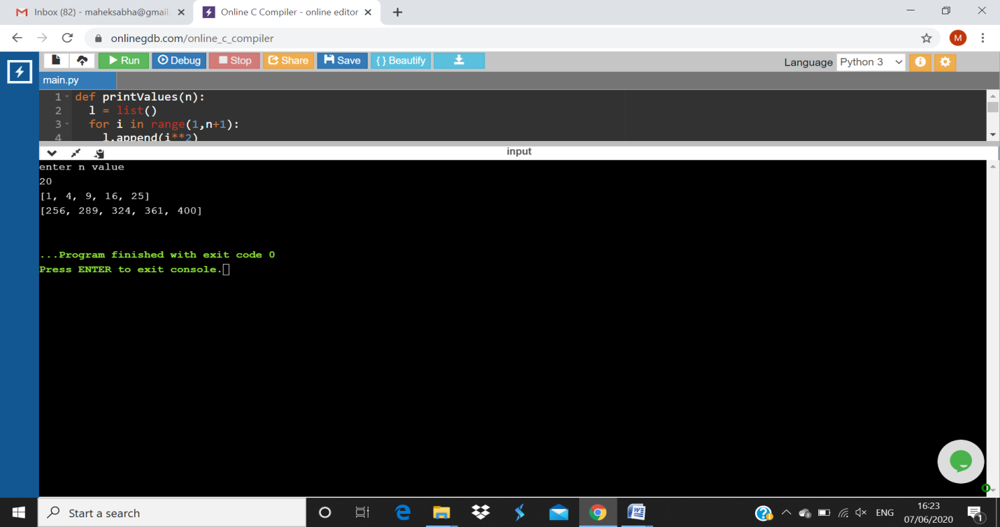 Inbox (82) - maheksabha@gmail.
Online C Compiler - online editor
onlinegdb.com/online_c_compiler
M
Run Debug Stop Share Save { } Beautify
Language Python 3
main.py
1 def printValues(n):
2 l = list()
3 for i in range(1,n+1):
4 l.append(i**2)
input
enter n value
20
[1, 4, 9, 16, 25]
[256, 289, 324, 361, 400]
...Program finished with exit code 0
Press ENTER to exit console.
Start a search
ENG
16:23
07/06/2020
1